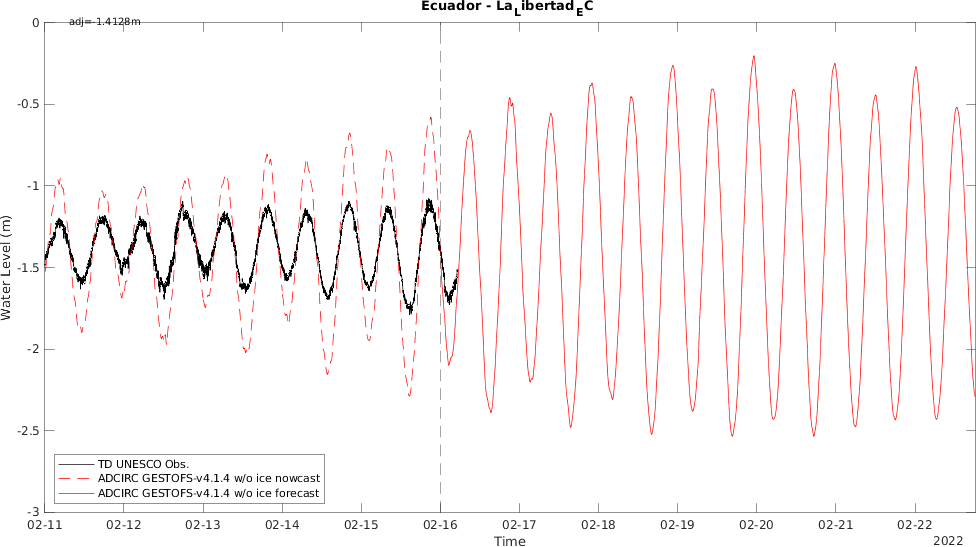 Ecuador - La_Libertad_EC
adj=-1.4128m
0
-0.5
-1
-1.5
-2
-2.5
-3
Water Level (m)
TD UNESCO Obs.
ADCIRC GESTOFS-v4.1.4 w/o ice nowcast
ADCIRC GESTOFS-v4.1.4 w/o ice forecast
02-11 02-12 02-13 02-14 02-15 02-16 02-17 02-18 02-19 02-20 02-21 02-22
Time
2022